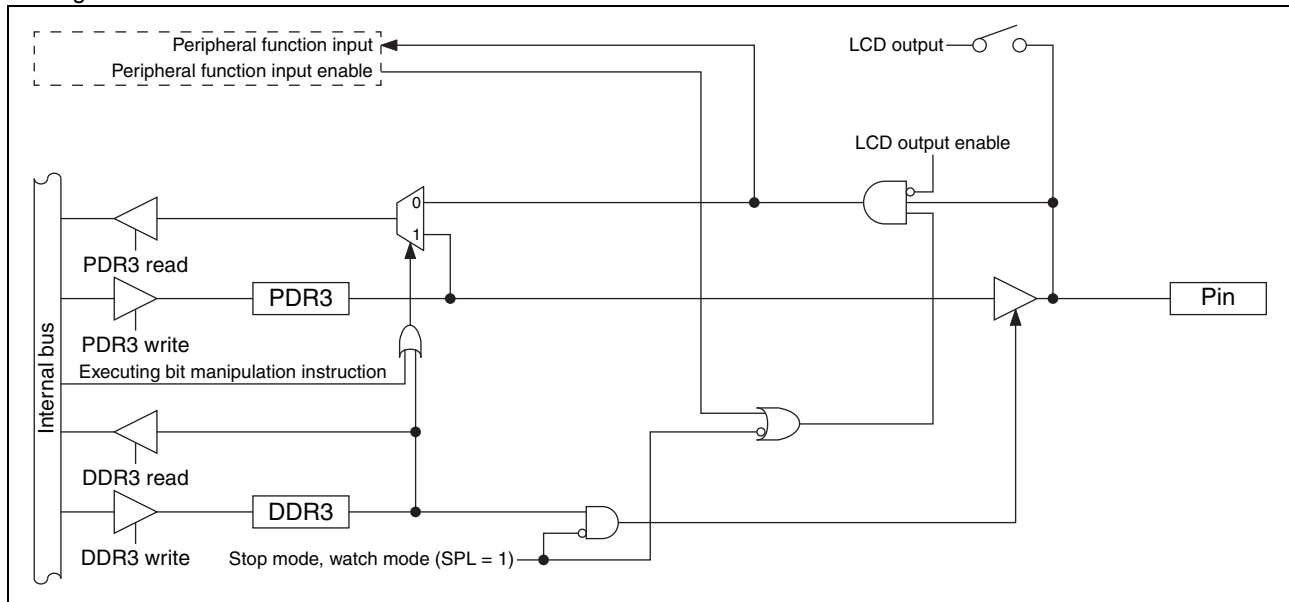 Peripheral function input
LCD output
Peripheral function input enable
LCD output enable
0
1
PDR3 read
PDR3
Pin
PDR3 write
Internal bus
Executing bit manipulation instruction
DDR3 read
DDR3
DDR3 write
Stop mode, watch mode (SPL = 1)